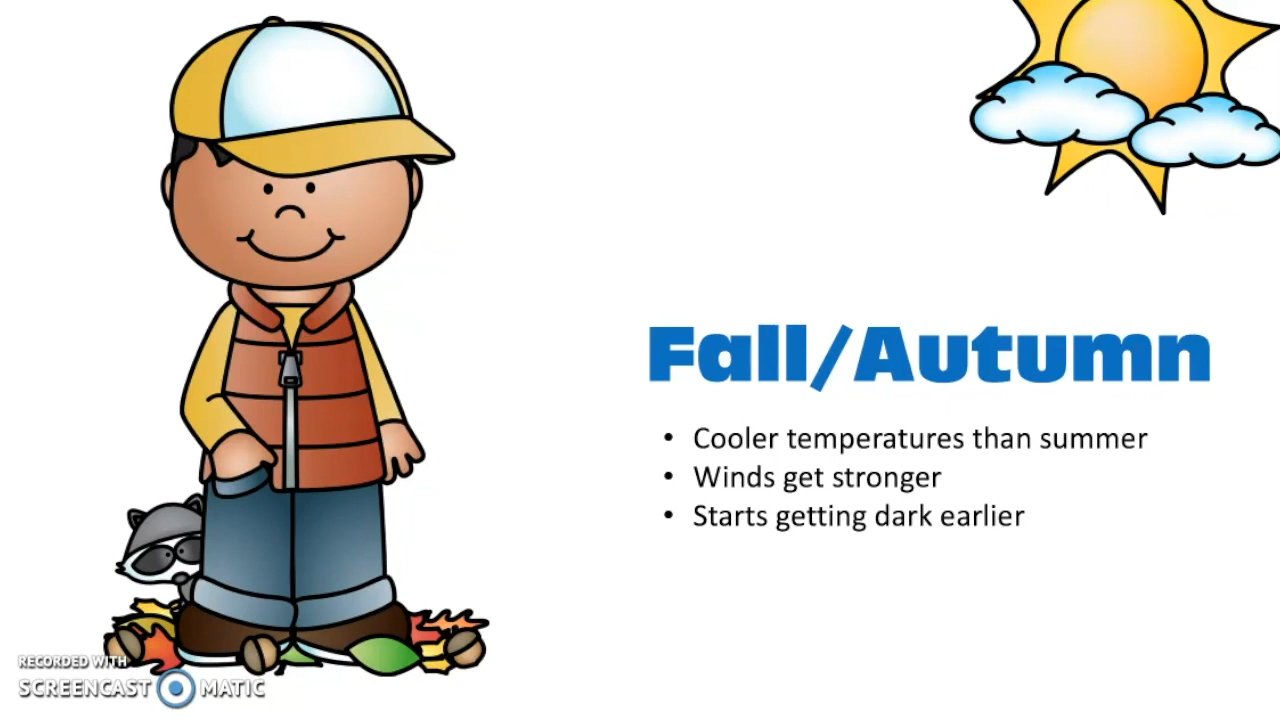 Fall/Autumn
• Cooler temperatures than summer
• Winds get stronger
• Starts getting dark earlier
RECORDED WITH
SCREENCAST MATIC